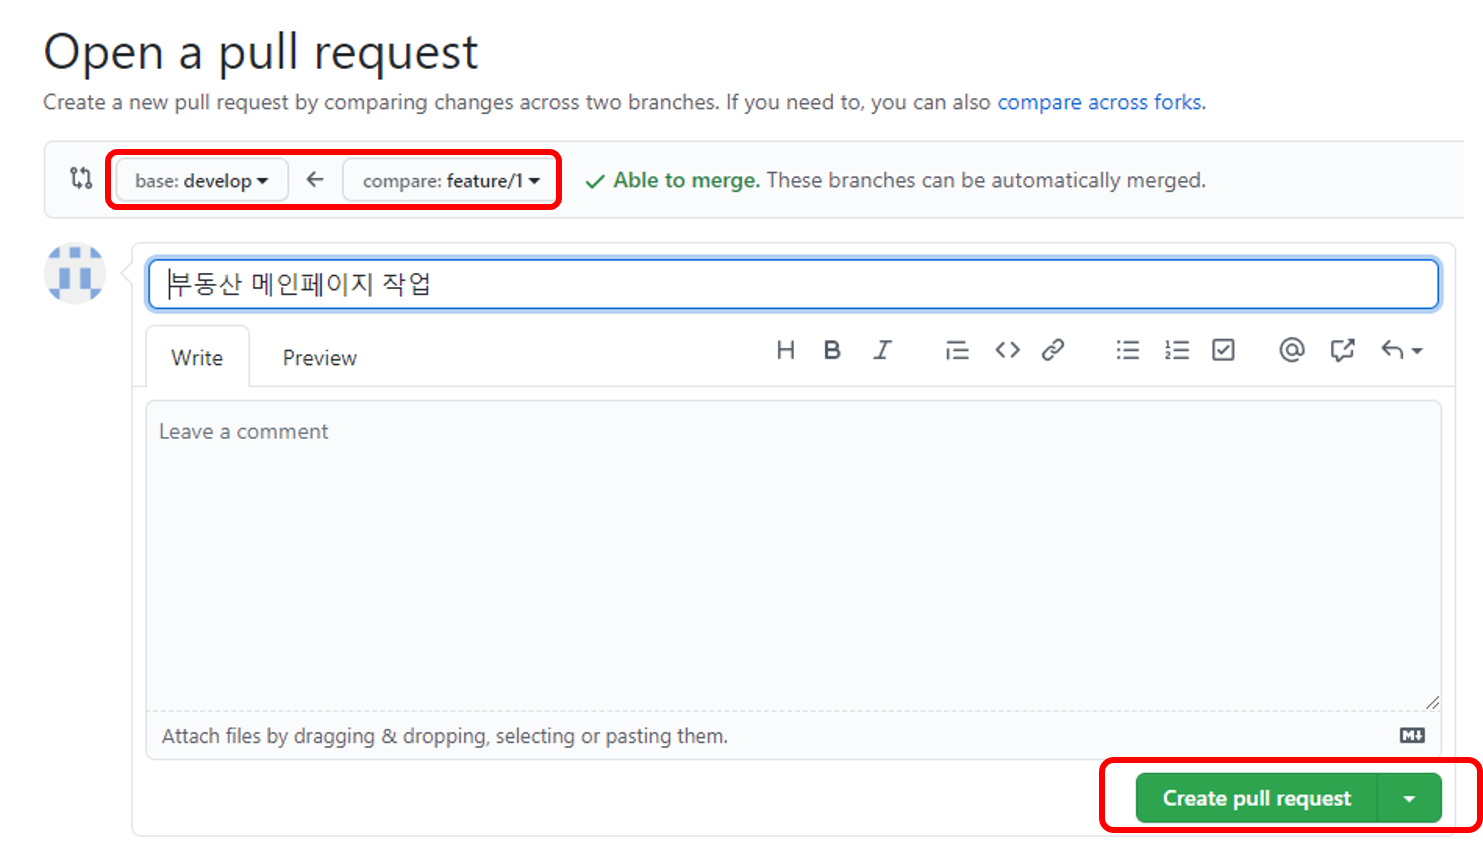 Open a pull request
Create a new pull request by comparing changes across two branches. If you need to, you can also compare across forks.
base: develop compare: feature/1 Able to merge. These branches can be automatically merged.
부동산 메인페이지 작업
Write Preview
Leave a comment
Attach files by dragging & dropping, selecting or pasting them.
Create pull request